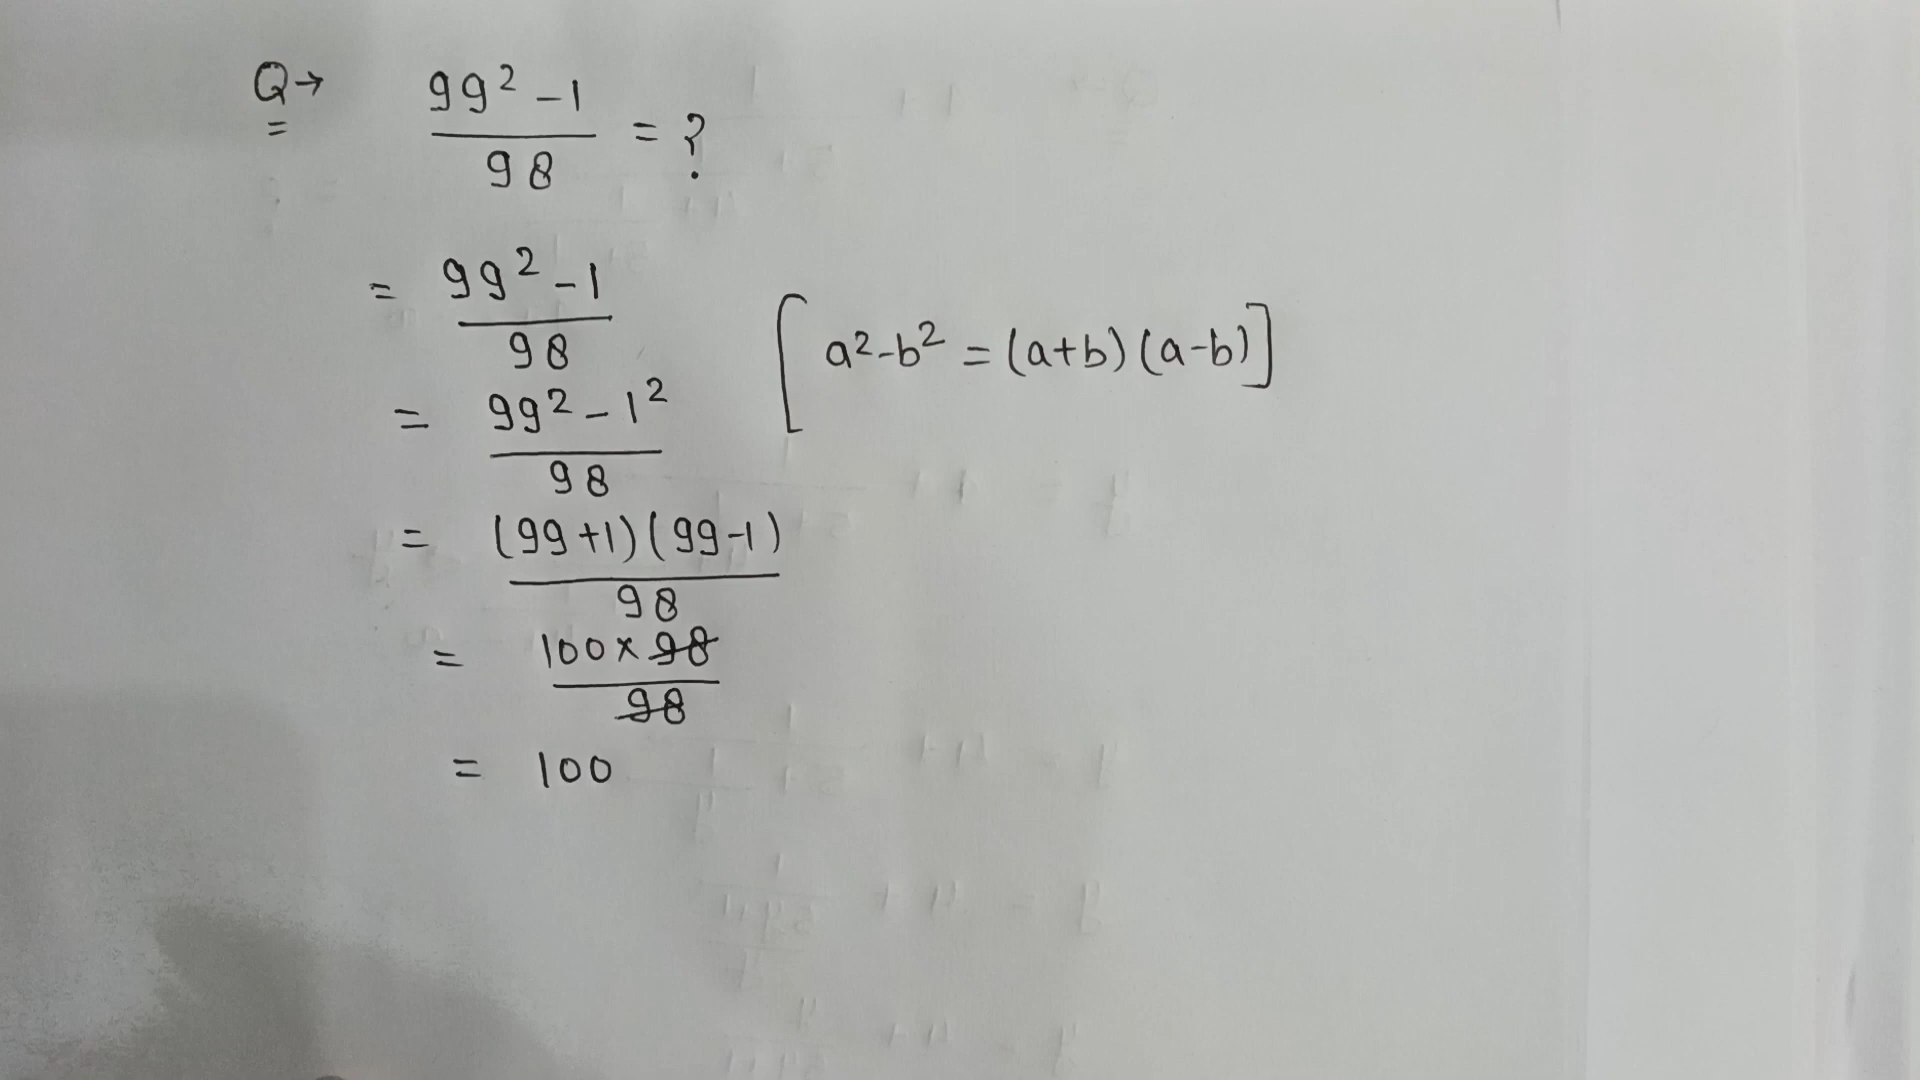 Q→ 99² - 1 / 98 = ?
= 99² - 1 / 98
[a² - b² = (a+b) (a-b)]
= 99² - 1² / 98
= (99+1) (99-1) / 98
= 100 × 98 / 98
= 100